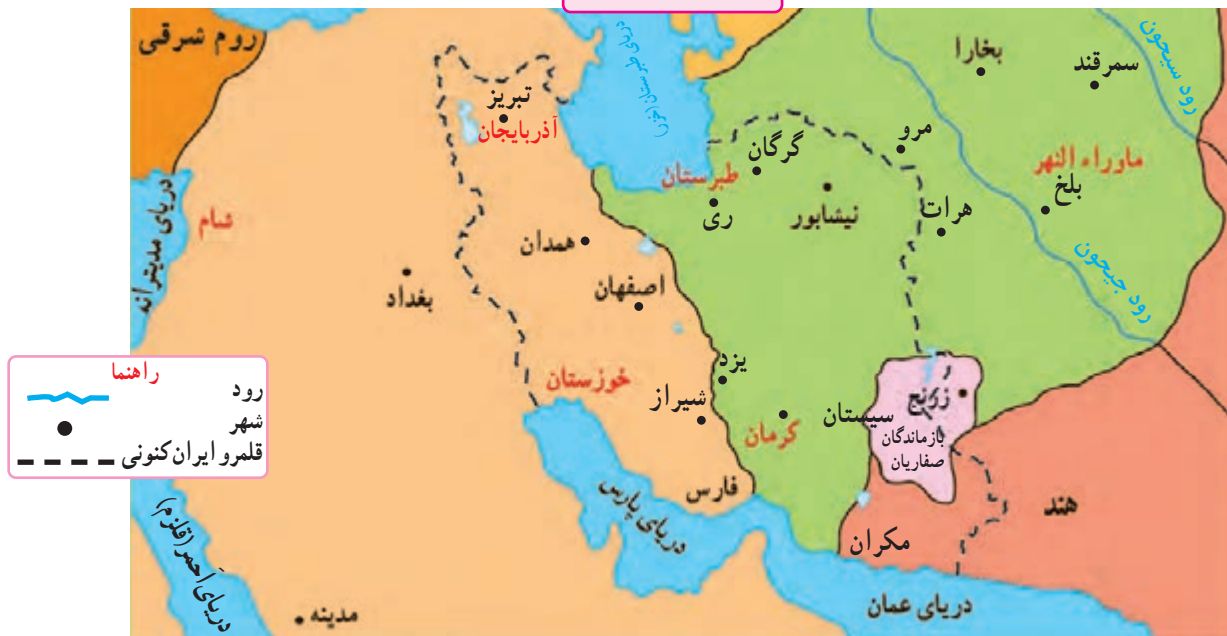 روم شرقی
دریای طبرستان (خزر)
بخارا
سمرقند
رود سیحون
تبریز
آذربایجان
مرو
گرگان
ماوراء النهر
طبرستان
نیشابور
بلخ
ری
هرات
شام
دریای مدیترانه
همدان
بغداد
اصفهان
رود جیحون
یزد
خوزستان
شیراز
کرمان
سیستان
زرنج
بازماندگان
صفاریان
راهنما
رود
شهر
قلمرو ایران کنونی
فارس
دریای پارس
مکران
هند
دریای احمر (قلزم)
مدینه
دریای عمان